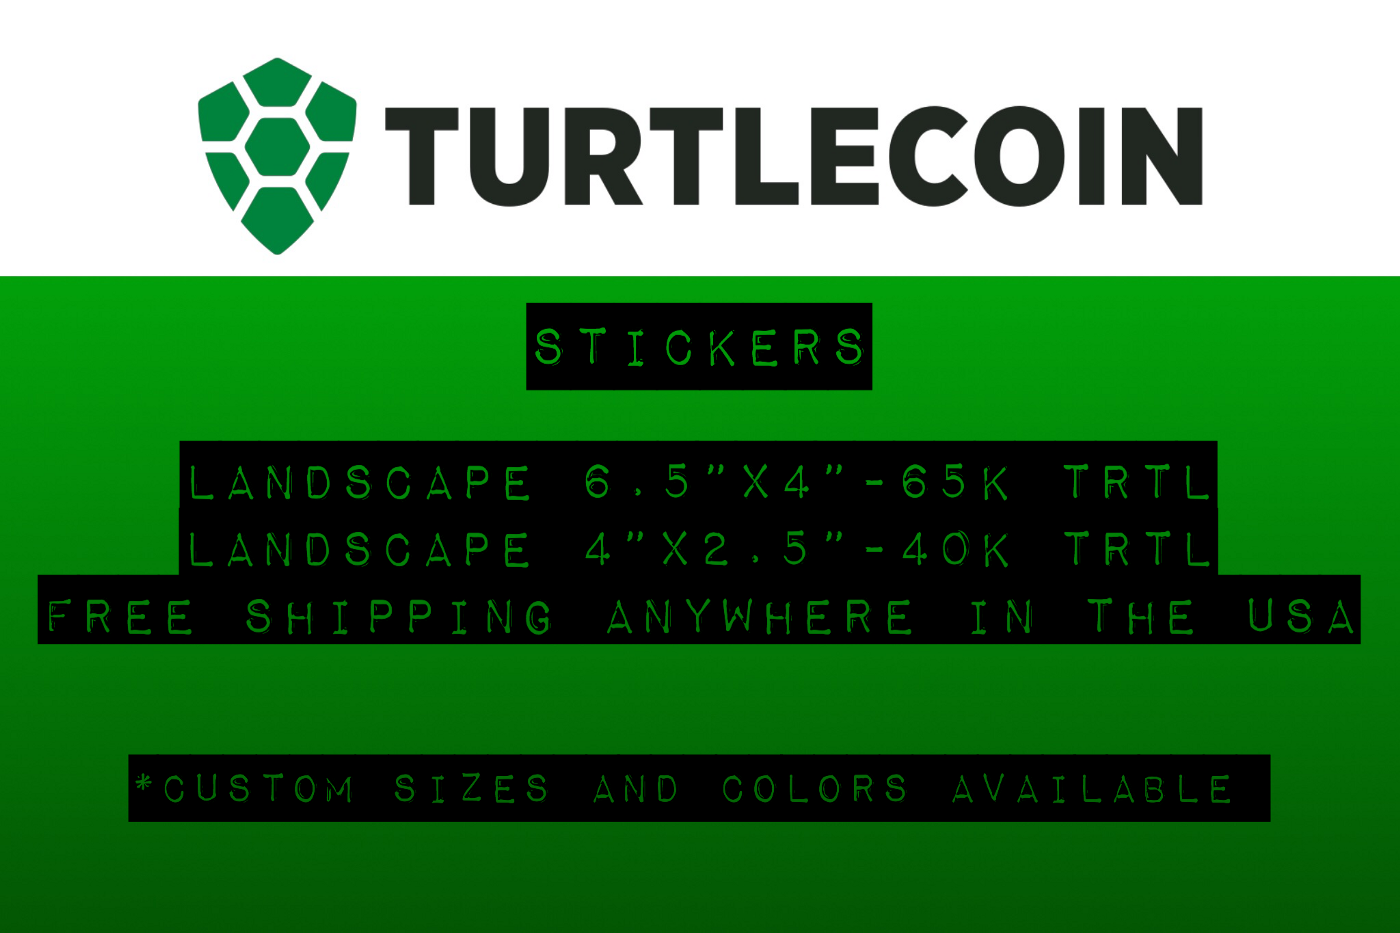 TURTLECOIN
STICKERS
LANDSCAPE 6.5"X4"-65K TRTL
LANDSCAPE 4"X2.5"-40K TRTL
FREE SHIPPING ANYWHERE IN THE USA
*CUSTOM SIZES AND COLORS AVAILABLE